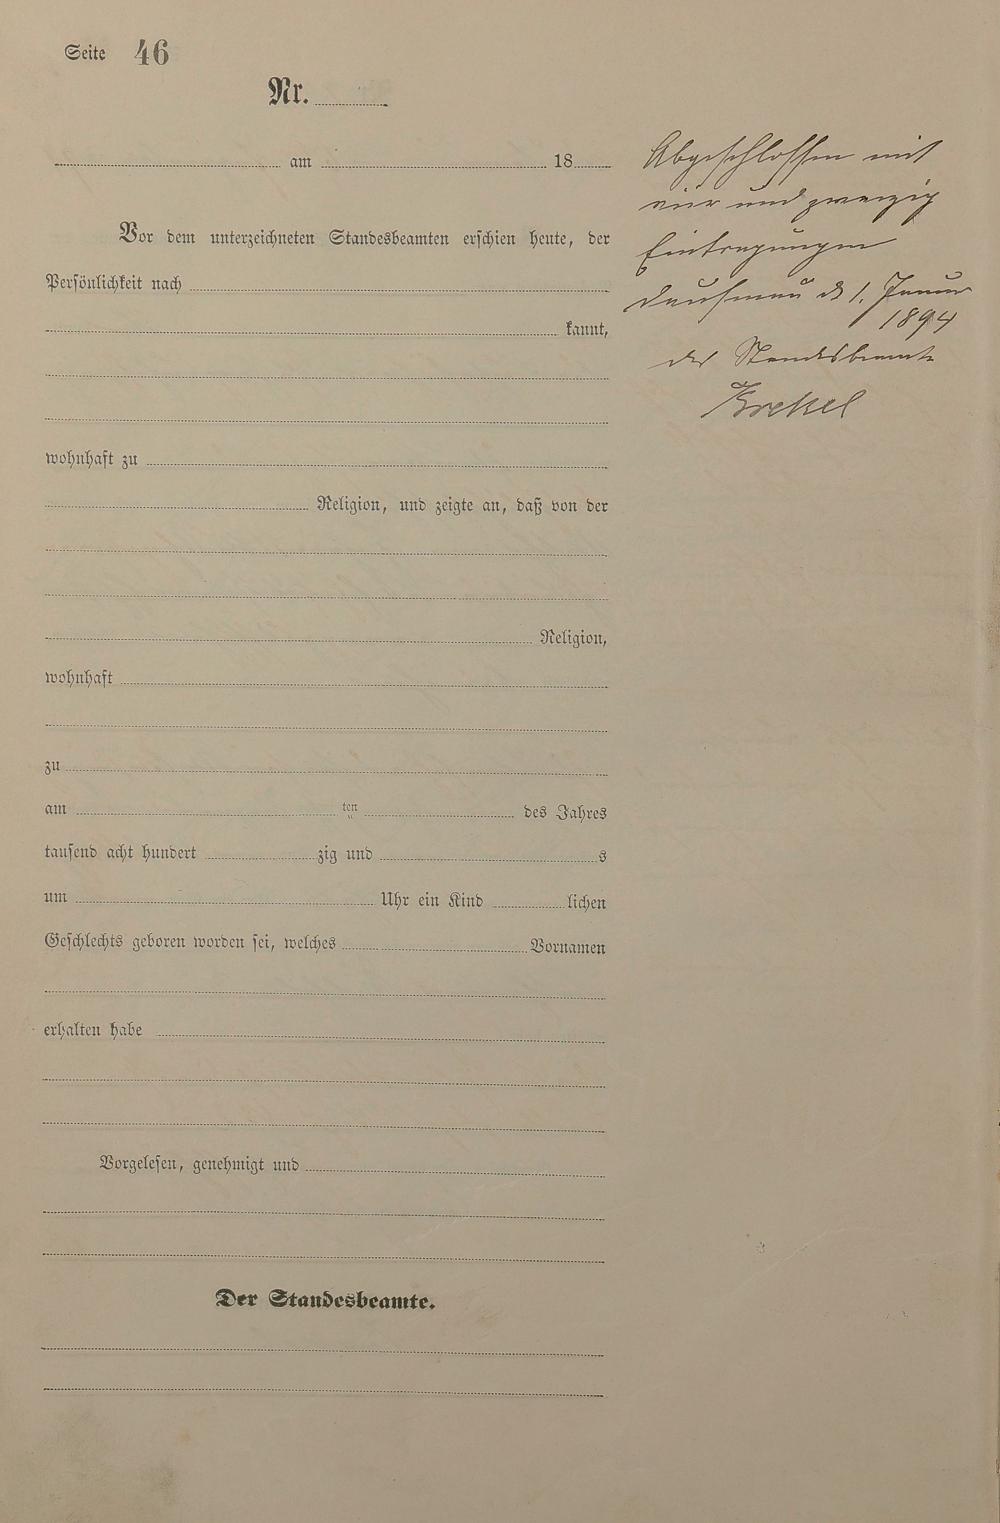 Seite 46
Nr.
am 18
Vor dem unterzeichneten Standesbeamten erschien heute, der
Persönlichkeit nach
kannt,
wohnhaft zu
Religion, und zeigte an, daß von der
Religion,
wohnhaft
zu
am ten des Jahres
tausend acht hundert zig und s
um Uhr ein Kind lichen
Geschlechts geboren worden sei, welches Vornamen
erhalten habe
Vorgelesen, genehmigt und
Der Standesbeamte.
Abgeschlossen mit
vier und zwanzig
Eintragungen
1. Januar
1894
der Standesbeamte
Krekel